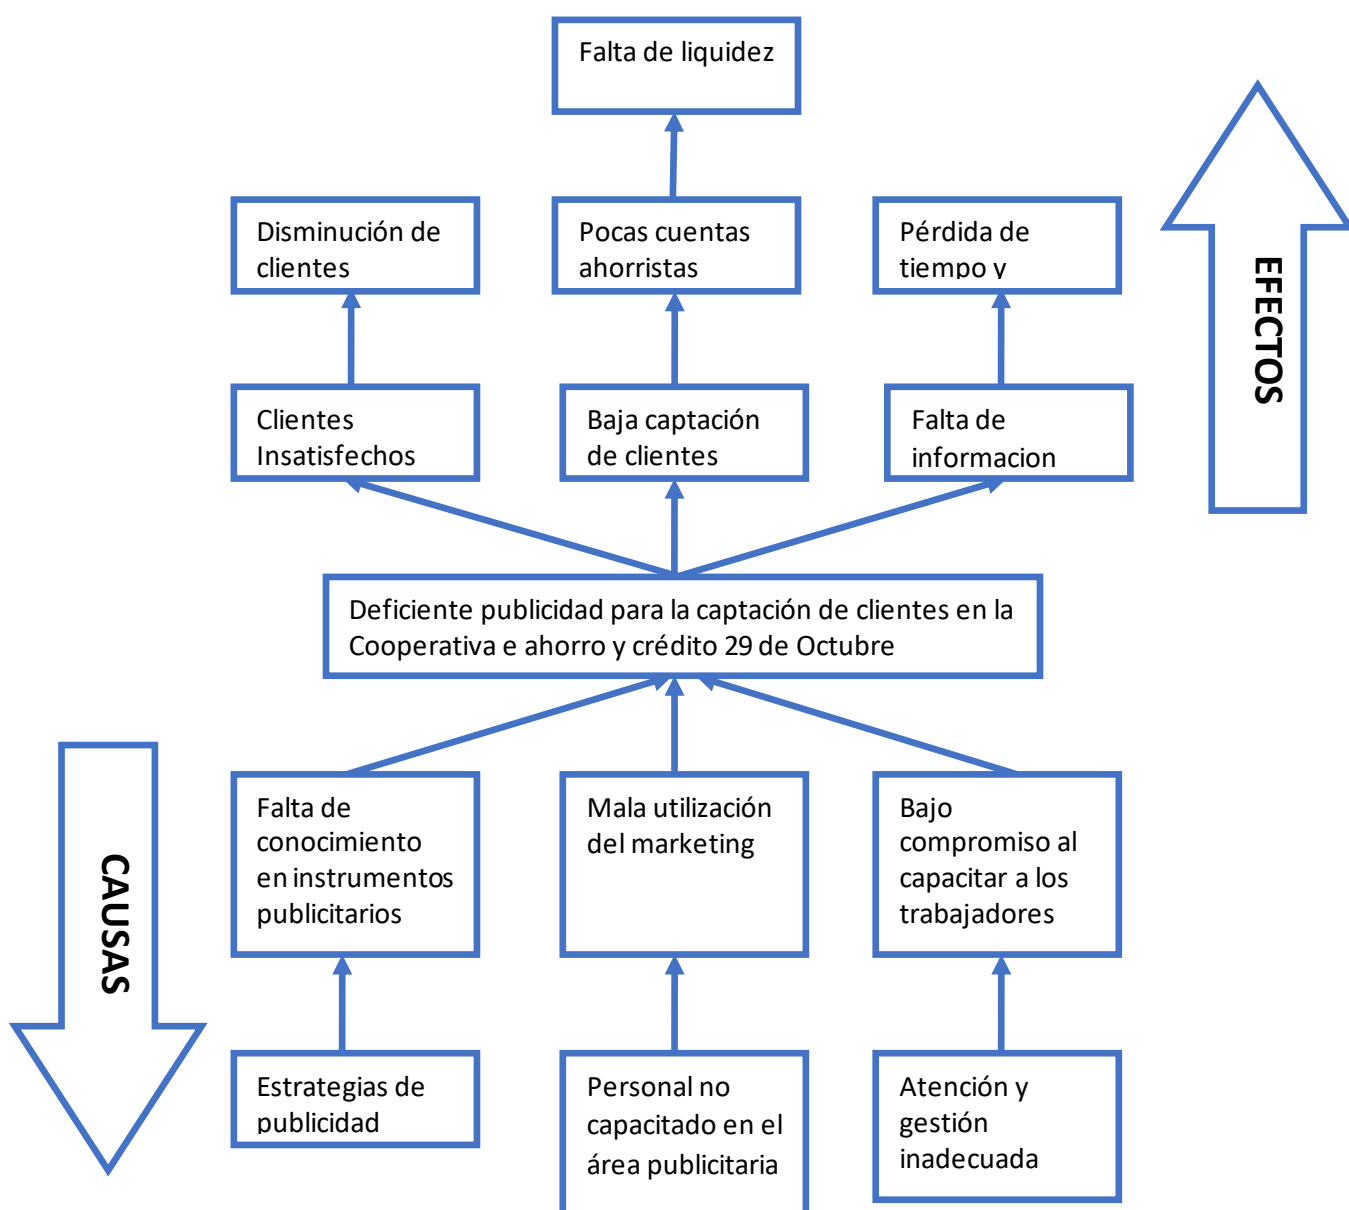 Falta de liquidez
Disminución de
clientes
Pocas cuentas
ahorristas
Pérdida de
tiempo y
EFECTOS
Clientes
Insatisfechos
Baja captación
de clientes
Falta de
informacion
Deficiente publicidad para la captación de clientes en la
Cooperativa e ahorro y crédito 29 de Octubre
CAUSAS
Falta de
conocimiento
en instrumentos
publicitarios
Mala utilización
del marketing
Bajo
compromiso al
capacitar a los
trabajadores
Estrategias de
publicidad
Personal no
capacitado en el
área publicitaria
Atención y
gestión
inadecuada